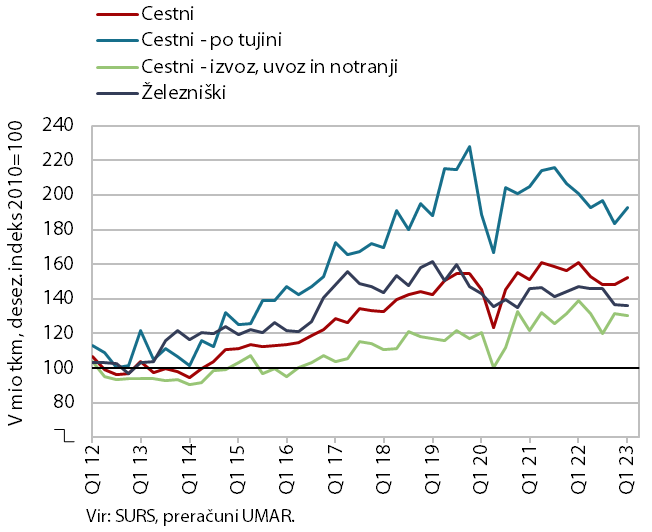 Cestni
Cestni - po tujini
Cestni - izvoz, uvoz in notranji
Železniški
V mio tkm, desez. indeks 2010=100
240
220
200
180
160
140
120
100
80
Q1 12
Q1 13
Q1 14
Q1 15
Q1 16
Q1 17
Q1 18
Q1 19
Q1 20
Q1 21
Q1 22
Q1 23
Vir: SURS, preračuni UMAR.